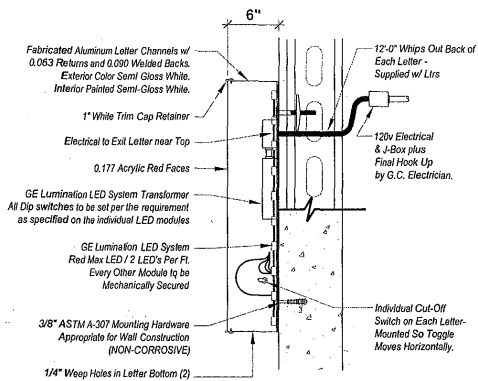 6"
Fabricated Aluminum Letter Channels w/
0.063 Returns and 0.090 Welded Backs.
Exterior Color Semi Gloss White.
Interior Painted Semi-Gloss White.
1" White Trim Cap Retainer
Electrical to Exit Letter near Top
0.177 Acrylic Red Faces
GE Lumination LED System Transformer
All Dip switches to be set per the requirement
as specified on the individual LED modules
GE Lumination LED System
Red Max LED / 2 LED's Per Ft.
Every Other Module to be
Mechanically Secured
3/8" ASTM A-307 Mounting Hardware
Appropriate for Wall Construction
(NON-CORROSIVE)
1/4" Weep Holes in Letter Bottom (2)
12'-0" Whips Out Back of
Each Letter -
Supplied w/ Ltrs
120v Electrical
& J-Box plus
Final Hook Up
by G.C. Electrician.
Individual Cut-Off
Switch on Each Letter-
Mounted So Toggle
Moves Horizontally.